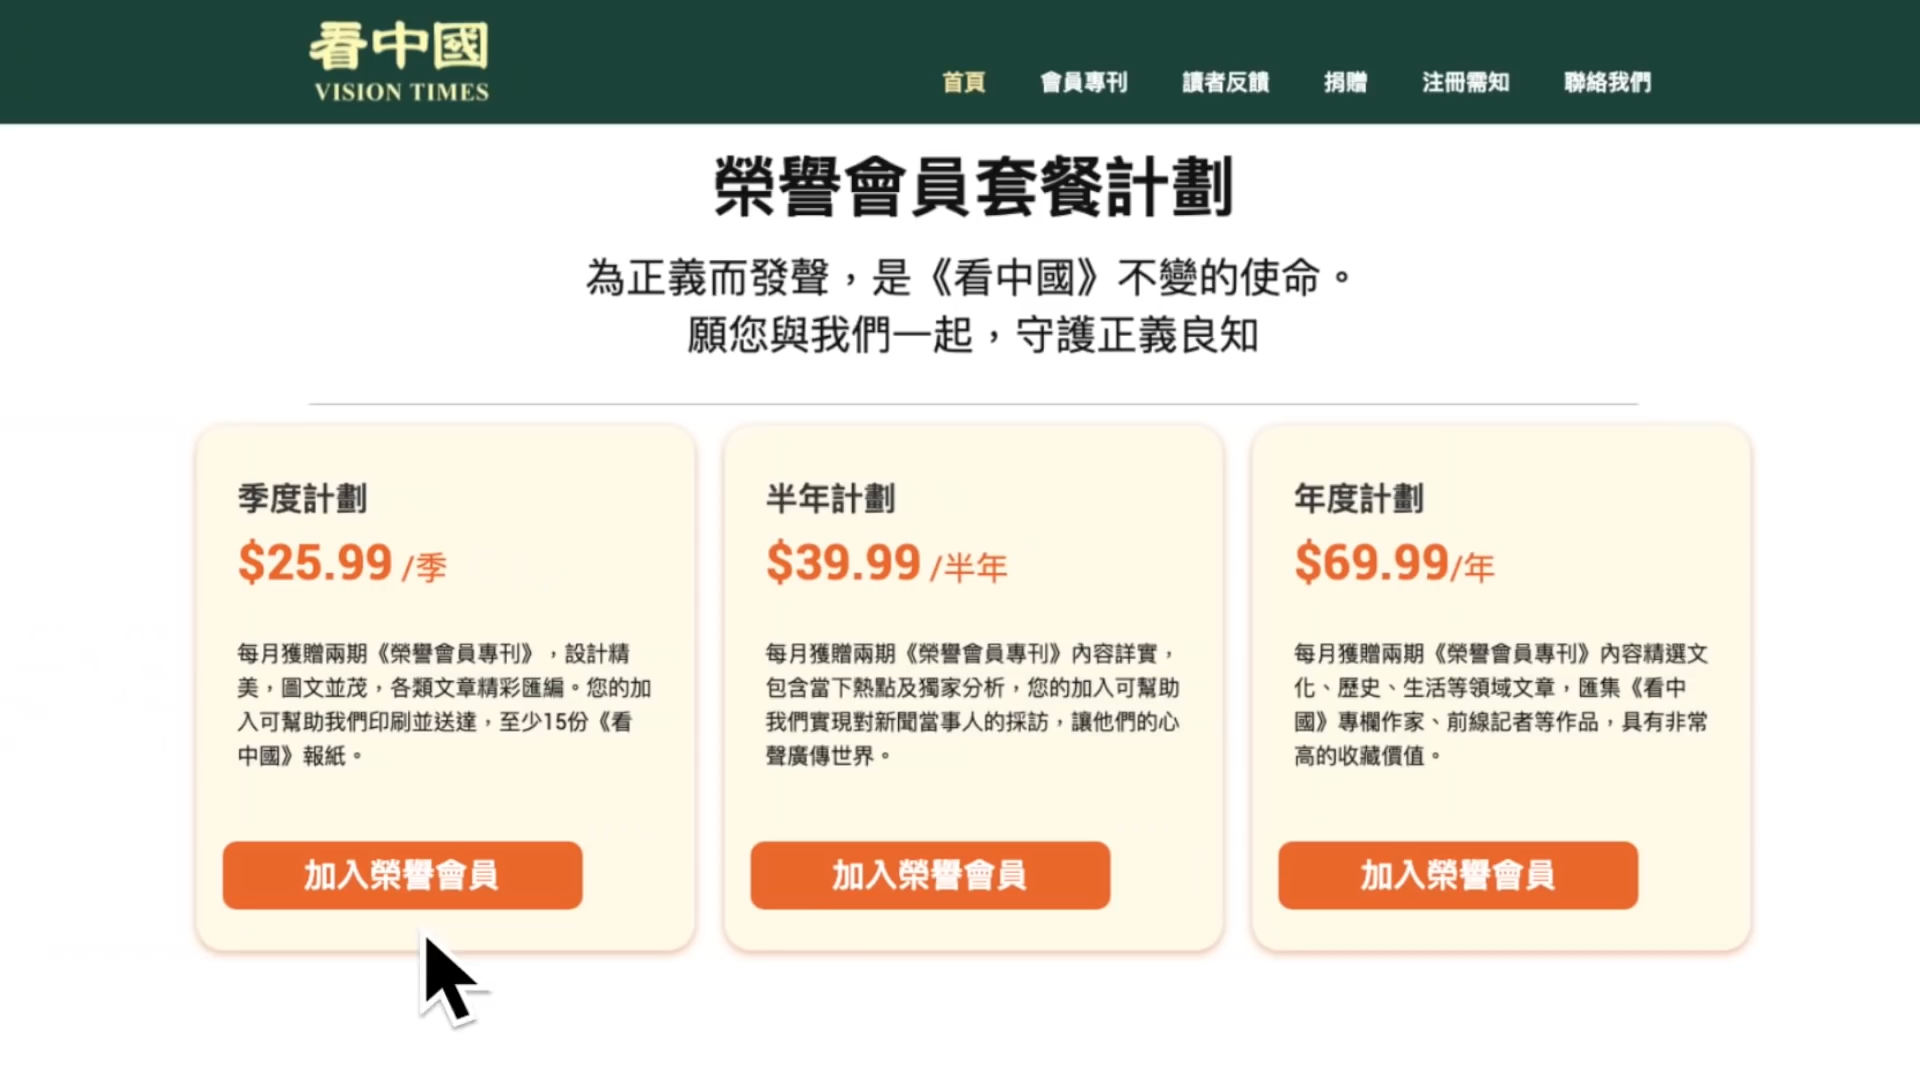 看中國
VISION TIMES
首頁
會員專刊
讀者反饋
捐贈
注冊需知
聯絡我們
榮譽會員套餐計劃
為正義而發聲，是《看中國》不變的使命。
願您與我們一起，守護正義良知
季度計劃
$25.99 /季
每月獲贈兩期《榮譽會員專刊》，設計精
美，圖文並茂，各類文章精彩匯編。您的加
入可幫助我們印刷並送達，至少15份《看
中國》報紙。
加入榮譽會員
半年計劃
$39.99 /半年
每月獲贈兩期《榮譽會員專刊》內容詳實，
包含當下熱點及獨家分析，您的加入可幫助
我們實現對新聞當事人的採訪，讓他們的心
聲廣傳世界。
加入榮譽會員
年度計劃
$69.99/年
每月獲贈兩期《榮譽會員專刊》內容精選文
化、歷史、生活等領域文章，匯集《看中
國》專欄作家、前線記者等作品，具有非常
高的收藏價值。
加入榮譽會員